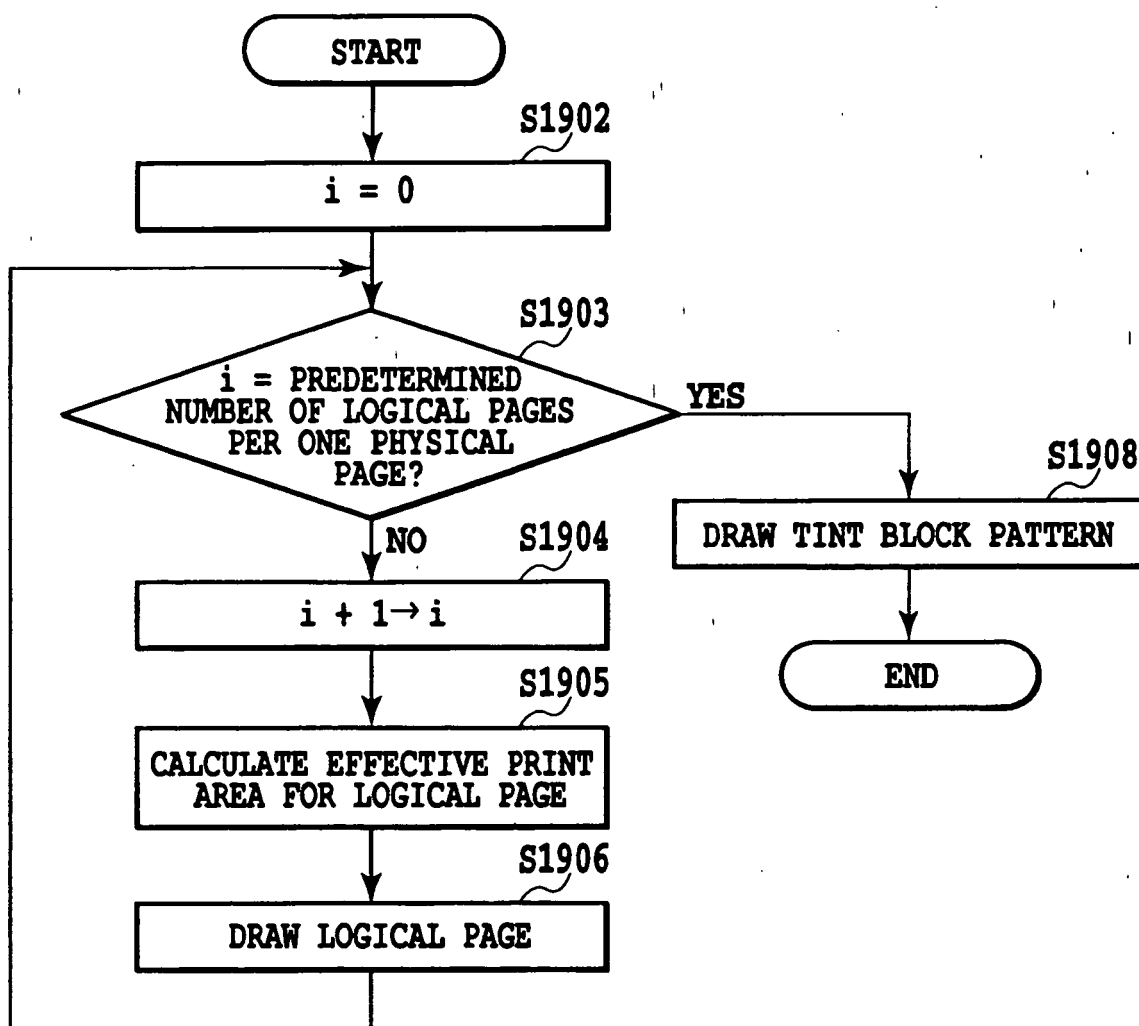 START
S1902
i = 0
S1903
i = PREDETERMINED
NUMBER OF LOGICAL PAGES
PER ONE PHYSICAL
PAGE?
YES
S1908
DRAW TINT BLOCK PATTERN
END
NO
S1904
i + 1→i
S1905
CALCULATE EFFECTIVE PRINT
AREA FOR LOGICAL PAGE
S1906
DRAW LOGICAL PAGE